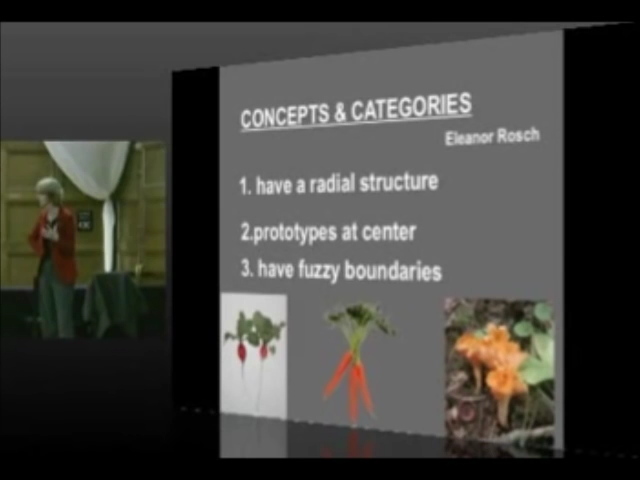 CONCEPTS & CATEGORIES
Eleanor Rosch
1. have a radial structure
2.prototypes at center
3. have fuzzy boundaries